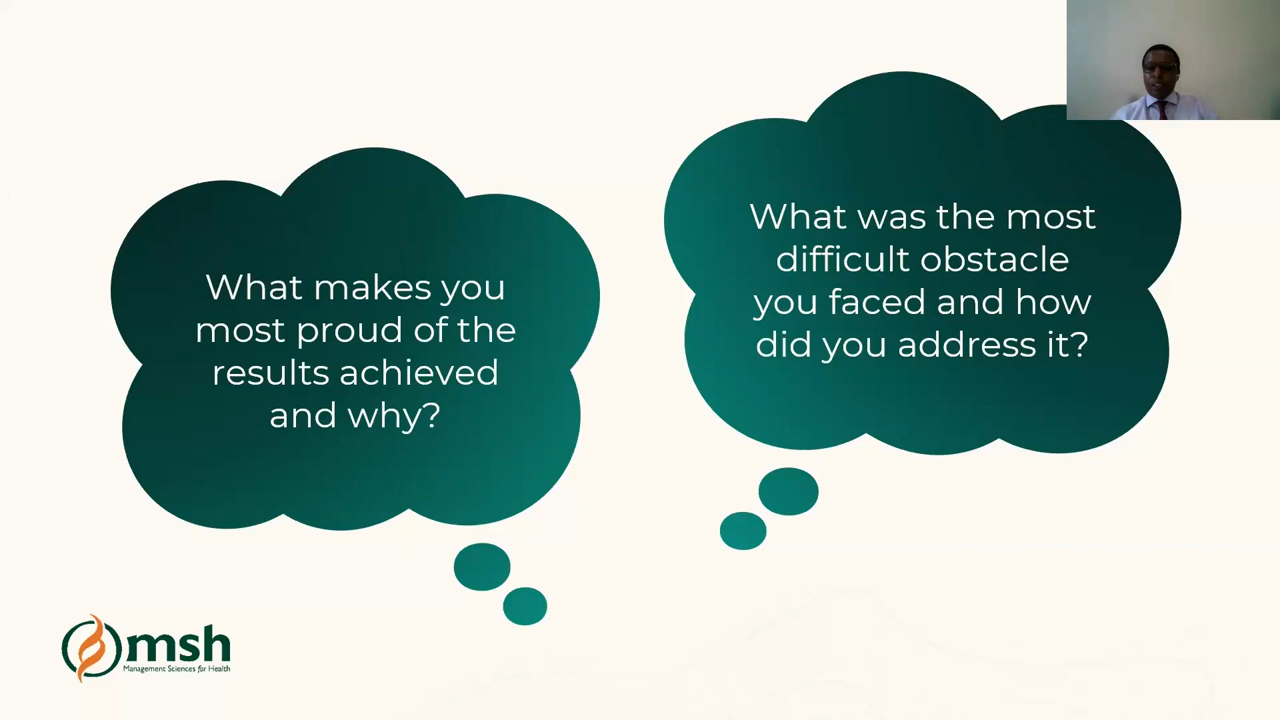 What makes you
most proud of the
results achieved
and why?
What was the most
difficult obstacle
you faced and how
did you address it?
msh
Management Sciences for Health